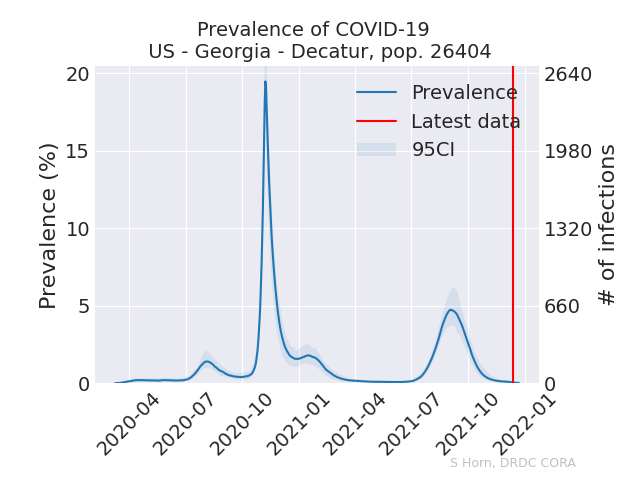 Prevalence of COVID-19
US - Georgia - Decatur, pop. 26404
Prevalence (%)
20
15
10
5
0
Prevalence
Latest data
95CI
2640
1980
1320
660
0
# of infections
2020-04
2020-07
2020-10
2021-01
2021-04
2021-07
2021-10
2022-01
S Horn, DRDC CORA